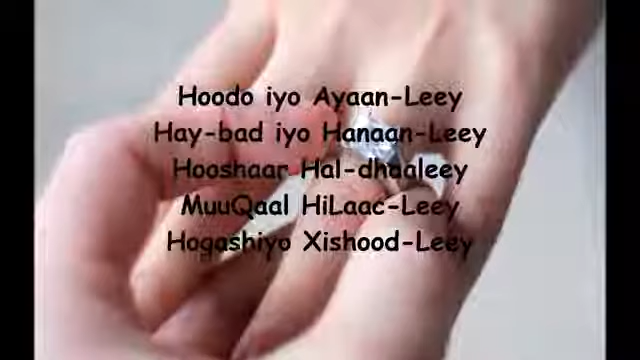 Hoodo iyo Ayaan-Leey
Hay-bad iyo Hanaan-Leey
Hooshaar Hal-dhaaleey
MuuQaal HiLaac-Leey
Hogashiyo Xishood-Leey